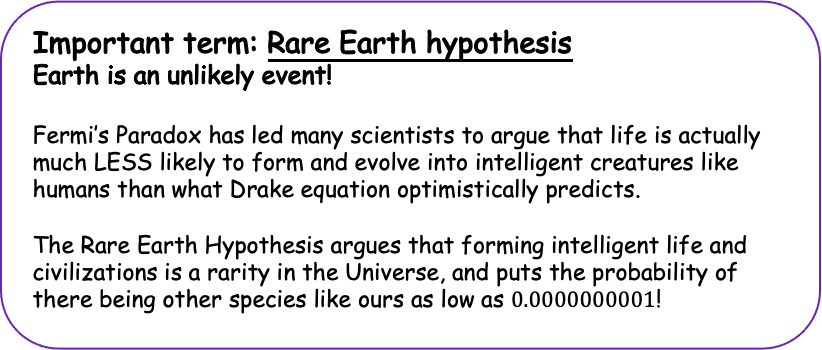 Important term: Rare Earth hypothesis
Earth is an unlikely event!
Fermi's Paradox has led many scientists to argue that life is actually
much LESS likely to form and evolve into intelligent creatures like
humans than what Drake equation optimistically predicts.
The Rare Earth Hypothesis argues that forming intelligent life and
civilizations is a rarity in the Universe, and puts the probability of
there being other species like ours as low as 0.0000000001!